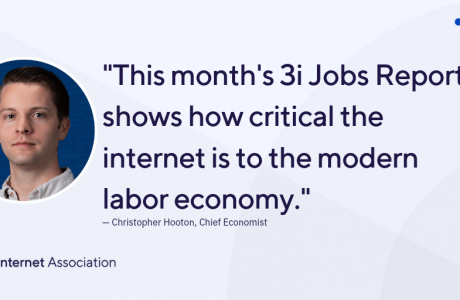 "This month's 3i Jobs Report
shows how critical the
internet is to the modern
labor economy."
— Christopher Hooton, Chief Economist
nternet Association